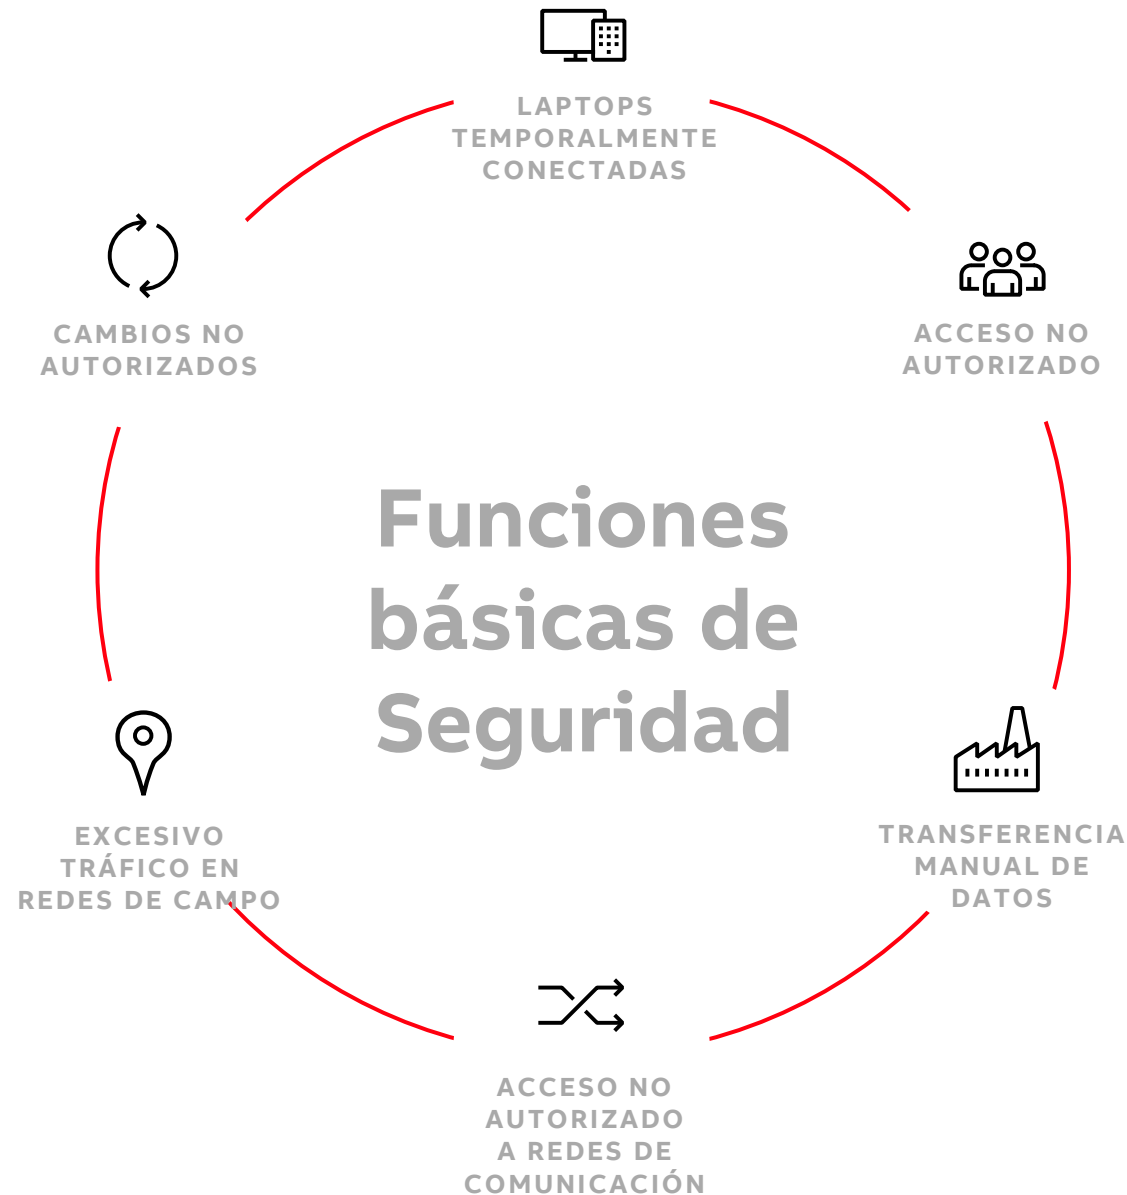 LAPTOPS
TEMPORALMENTE
CONECTADAS
ACCESO NO
AUTORIZADO
TRANSFERENCIA
MANUAL DE
DATOS
ACCESO NO
AUTORIZADO
A REDES DE
COMUNICACIÓN
EXCESIVO
TRÁFICO EN
REDES DE CAMPO
CAMBIOS NO
AUTORIZADOS
Funciones
básicas de
Seguridad